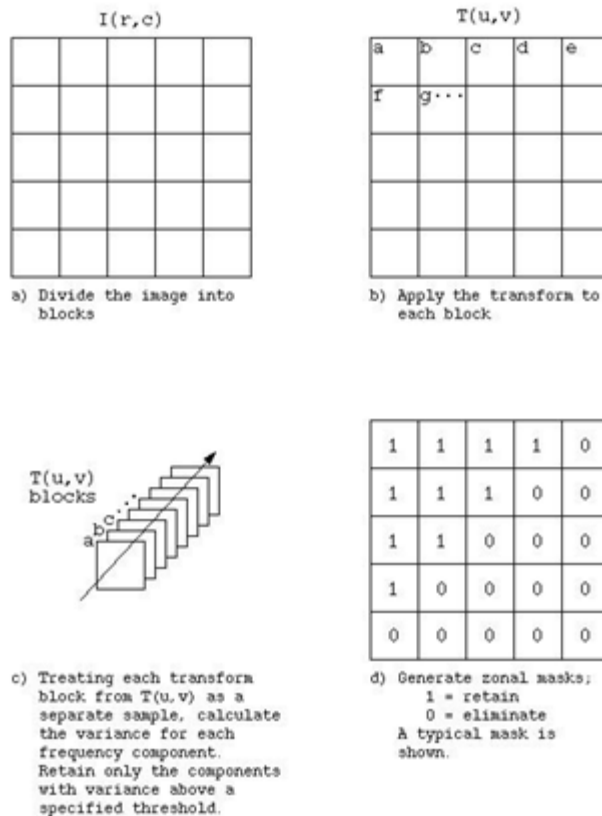 I(r,c)
T(u,v)
a b c d e
f g...
a) Divide the image into
blocks
b) Apply the transform to
each block
T(u,v)
blocks
a b c ...
1 1 1 1 0
1 1 1 0 0
1 1 0 0 0
1 0 0 0 0
0 0 0 0 0
c) Treating each transform
block from T(u,v) as a
separate sample, calculate
the variance for each
frequency component.
Retain only the components
with variance above a
specified threshold.
d) Generate zonal masks;
1 = retain
0 = eliminate
A typical mask is
shown.